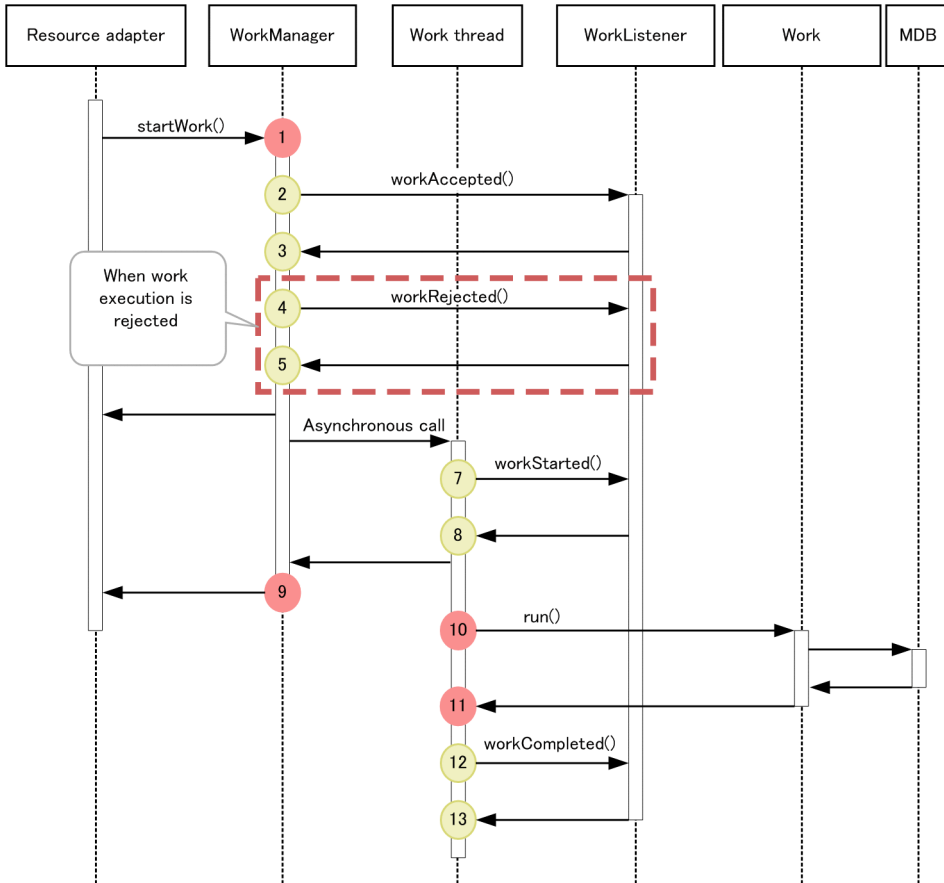 Resource adapter
WorkManager
Work thread
WorkListener
Work
MDB
startWork()
1
2
workAccepted()
3
When work
execution is
rejected
4
workRejected()
5
Asynchronous call
7
workStarted()
8
9
10
run()
11
12
workCompleted()
13